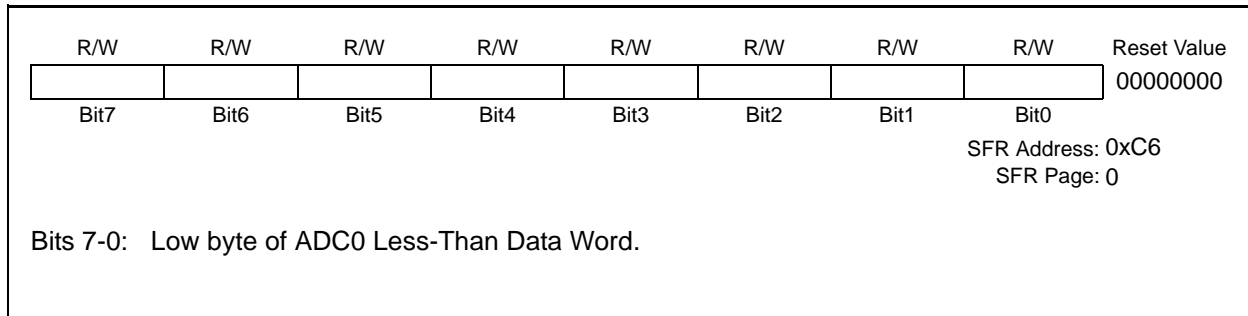 R/W R/W R/W R/W R/W R/W R/W R/W Reset Value
00000000
Bit7 Bit6 Bit5 Bit4 Bit3 Bit2 Bit1 Bit0
SFR Address: 0xC6
SFR Page: 0
Bits 7-0: Low byte of ADC0 Less-Than Data Word.